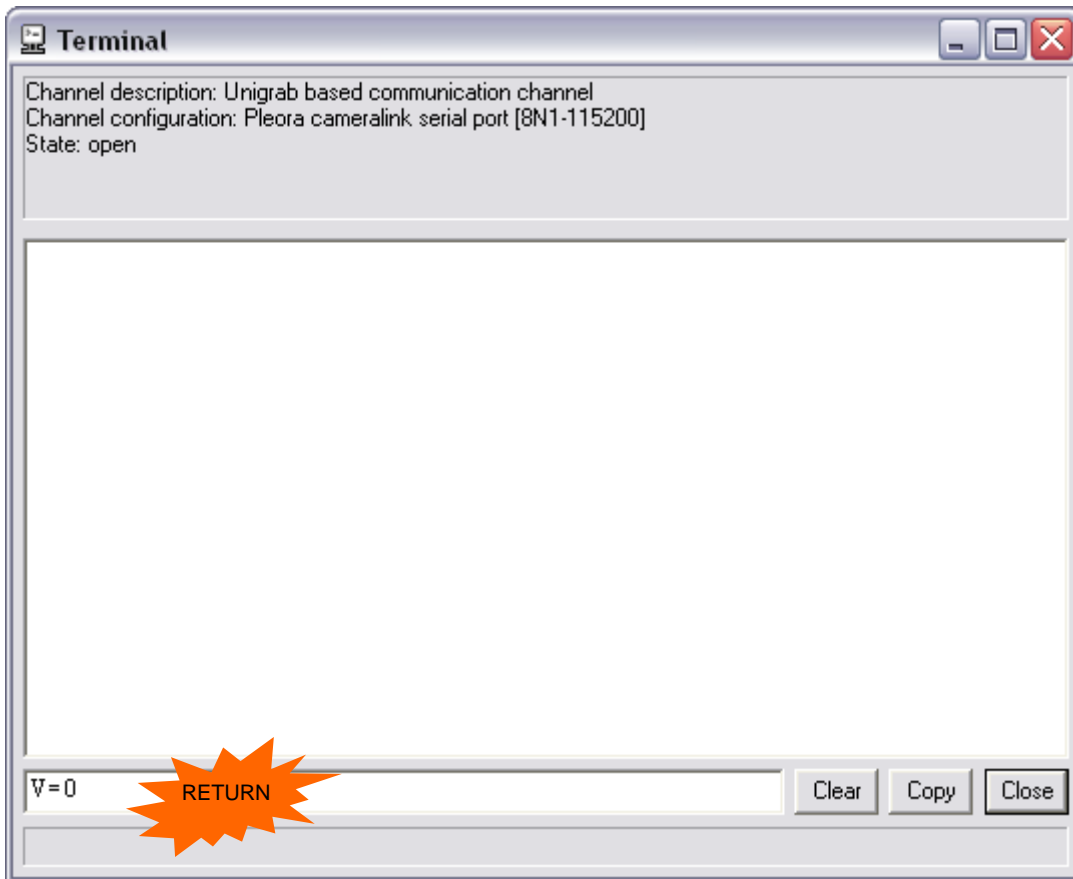 Terminal
Channel description: Unigrab based communication channel
Channel configuration: Pleora cameralink serial port [8N1-115200]
State: open
V=0
RETURN
Clear
Copy
Close